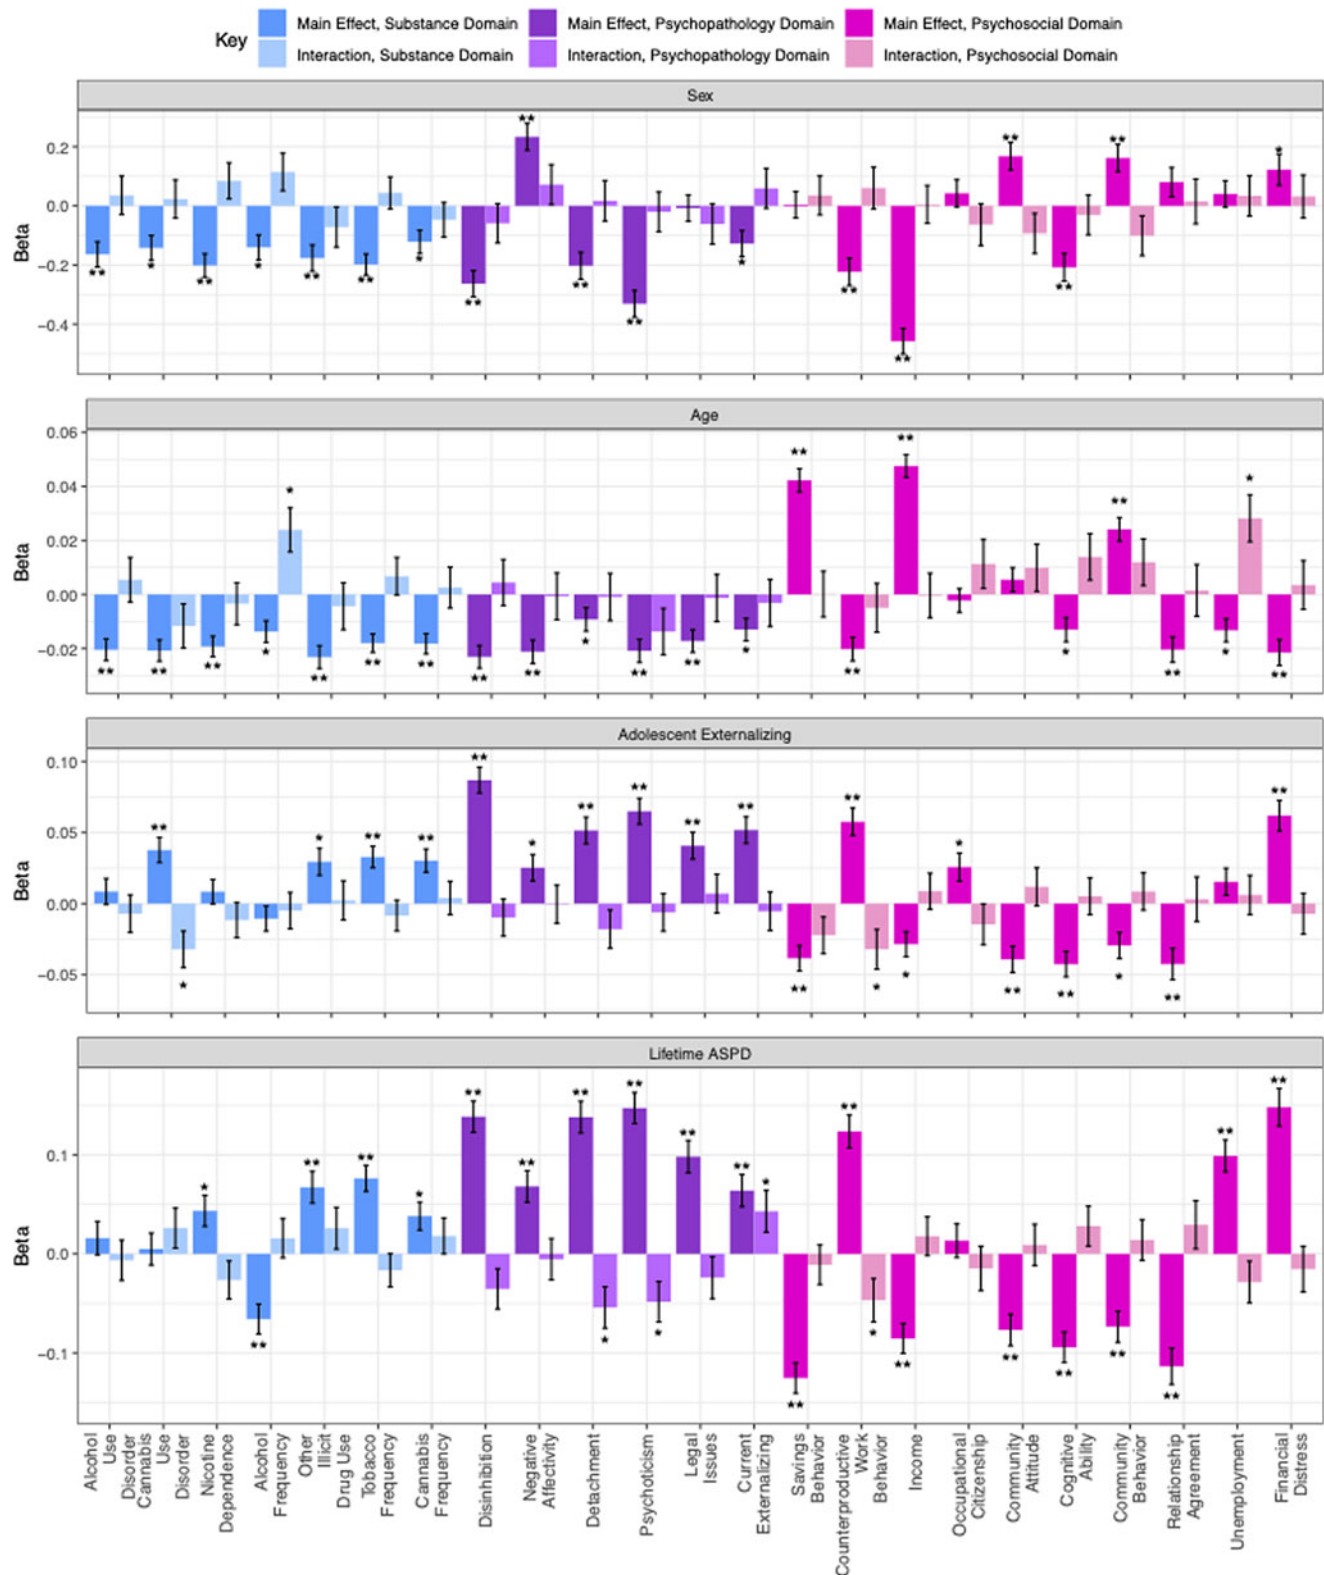 Key
Main Effect, Substance Domain
Main Effect, Psychopathology Domain
Main Effect, Psychosocial Domain
Interaction, Substance Domain
Interaction, Psychopathology Domain
Interaction, Psychosocial Domain
Sex
Beta
0.2
0.0
−0.2
−0.4
** * ** * ** ** * ** ** ** ** * ** ** ** ** ** *
Age
Beta
0.06
0.04
0.02
0.00
−0.02
** ** ** * * ** ** ** ** ** * ** ** * ** ** ** * ** ** * * **
Adolescent Externalizing
Beta
0.10
0.05
0.00
−0.05
** * * ** ** ** * ** ** ** ** ** ** * * * ** ** * ** **
Lifetime ASPD
Beta
0.1
0.0
−0.1
* ** ** ** * ** ** ** * ** * ** ** * ** ** * ** ** ** ** ** ** **
Alcohol
Use
Disorder
Cannabis
Use
Disorder
Nicotine
Dependence
Alcohol
Frequency
Other
Illicit
Drug Use
Tobacco
Frequency
Cannabis
Frequency
Disinhibition
Negative
Affectivity
Detachment
Psychoticism
Legal
Issues
Current
Externalizing
Savings
Behavior
Counterproductive
Work
Behavior
Income
Occupational
Citizenship
Community
Attitude
Cognitive
Ability
Community
Behavior
Relationship
Agreement
Unemployment
Financial
Distress